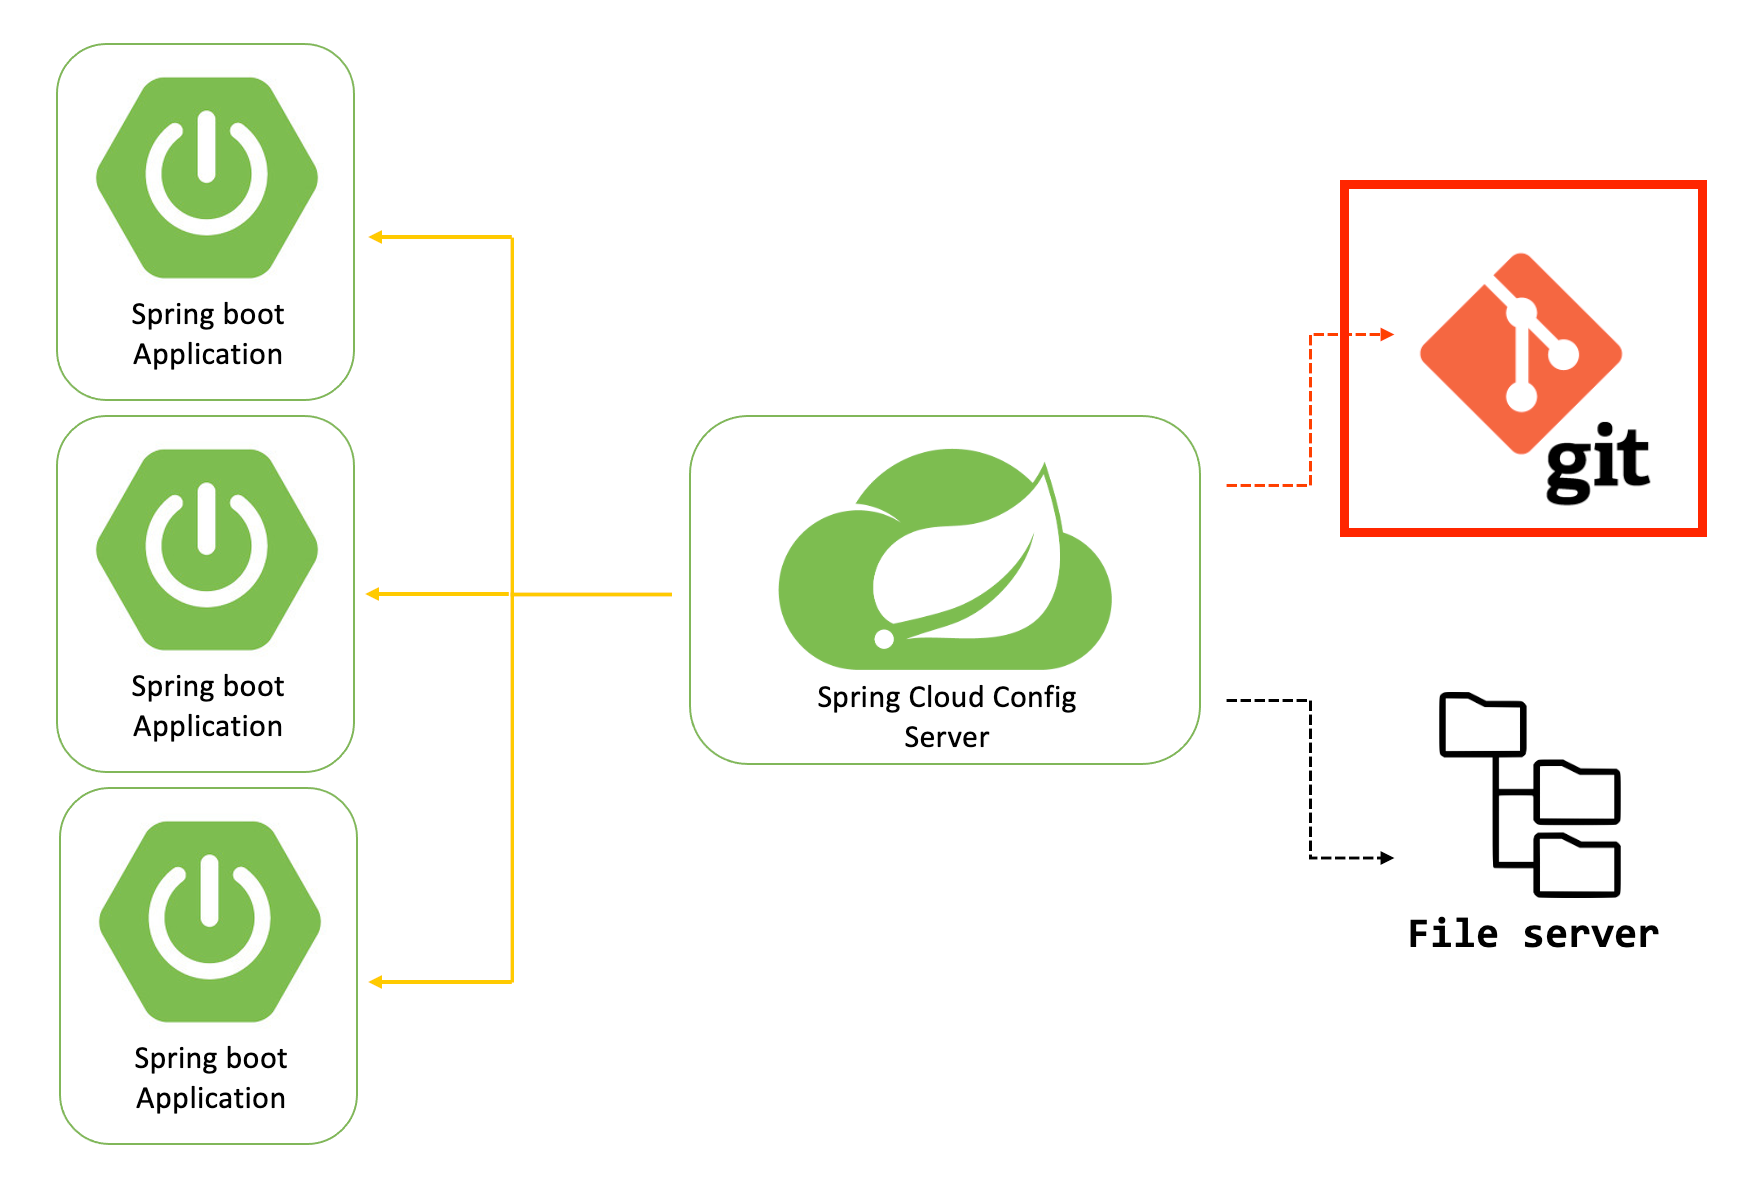 Spring boot
Application
Spring boot
Application
Spring boot
Application
Spring Cloud Config
Server
git
File server